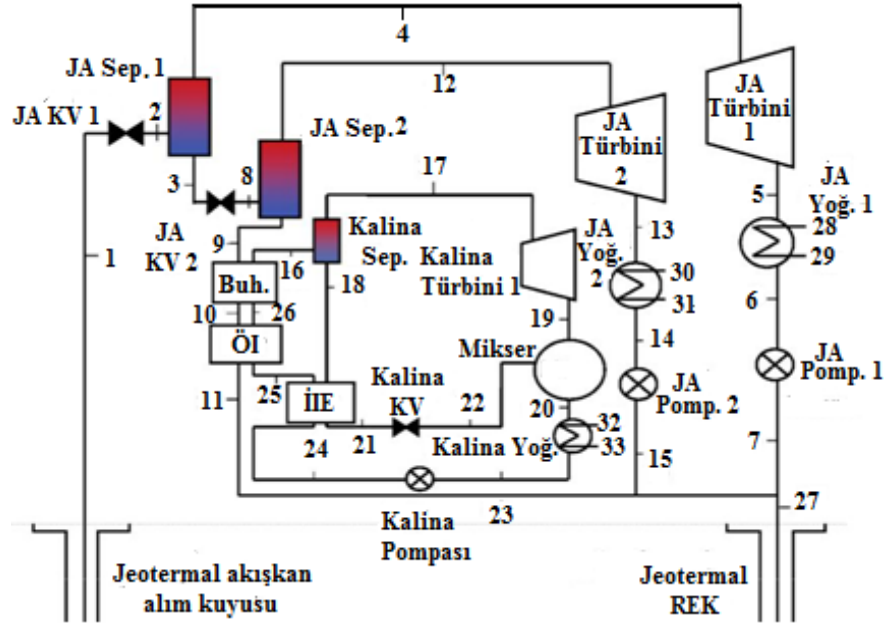 4
JA Sep. 1
12
JA
Türbini
1
JA KV 1
2
JA Sep.2
JA
Türbini
2
3
8
17
5
JA
Yoğ. 1
JA
KV 2
9
16
Kalina
Sep.
Kalina
Türbini 1
JA
Yoğ.
2
13
28
29
1
Buh.
18
30
31
6
10
26
19
14
ÖI
Mikser
JA
Pomp. 1
25
İIE
Kalina
KV
JA
Pomp. 2
11
22
20
32
33
24
21
Kalina Yoğ.
15
7
23
27
Kalina
Pompası
Jeotermal akışkan
alım kuyusu
Jeotermal
REK